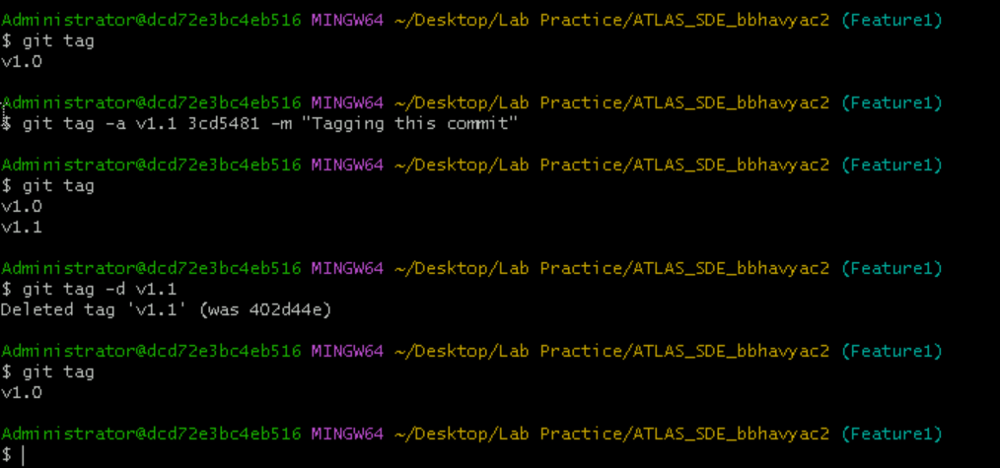 Administrator@dcd72e3bc4eb516 MINGW64 ~/Desktop/Lab Practice/ATLAS_SDE_bbhavyac2 (Feature1)
$ git tag
v1.0
Administrator@dcd72e3bc4eb516 MINGW64 ~/Desktop/Lab Practice/ATLAS_SDE_bbhavyac2 (Feature1)
$ git tag -a v1.1 3cd5481 -m "Tagging this commit"
Administrator@dcd72e3bc4eb516 MINGW64 ~/Desktop/Lab Practice/ATLAS_SDE_bbhavyac2 (Feature1)
$ git tag
v1.0
v1.1
Administrator@dcd72e3bc4eb516 MINGW64 ~/Desktop/Lab Practice/ATLAS_SDE_bbhavyac2 (Feature1)
$ git tag -d v1.1
Deleted tag 'v1.1' (was 402d44e)
Administrator@dcd72e3bc4eb516 MINGW64 ~/Desktop/Lab Practice/ATLAS_SDE_bbhavyac2 (Feature1)
$ git tag
v1.0
Administrator@dcd72e3bc4eb516 MINGW64 ~/Desktop/Lab Practice/ATLAS_SDE_bbhavyac2 (Feature1)
$